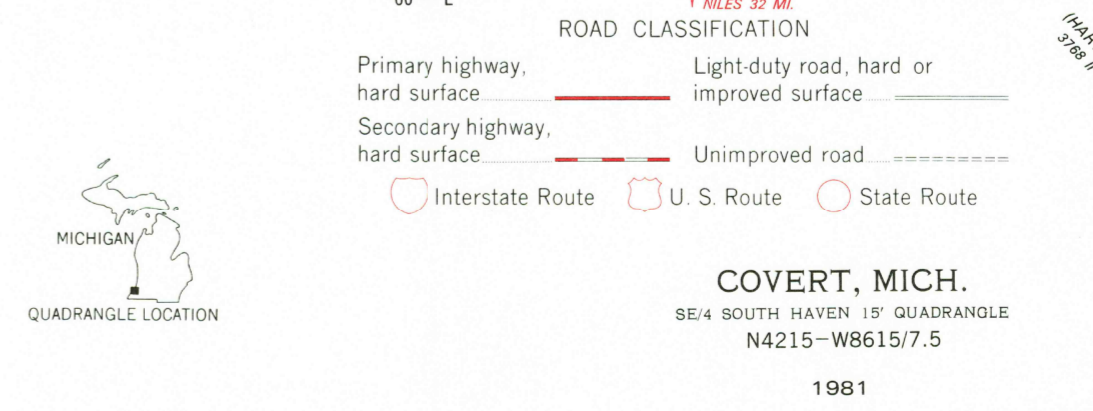 NILES 32 MI.
ROAD CLASSIFICATION
Primary highway,
hard surface
Light-duty road, hard or
improved surface
Secondary highway,
hard surface
Unimproved road
Interstate Route
U. S. Route
State Route
MICHIGAN
QUADRANGLE LOCATION
COVERT, MICH.
SE/4 SOUTH HAVEN 15' QUADRANGLE
N4215-W8615/7.5
1981